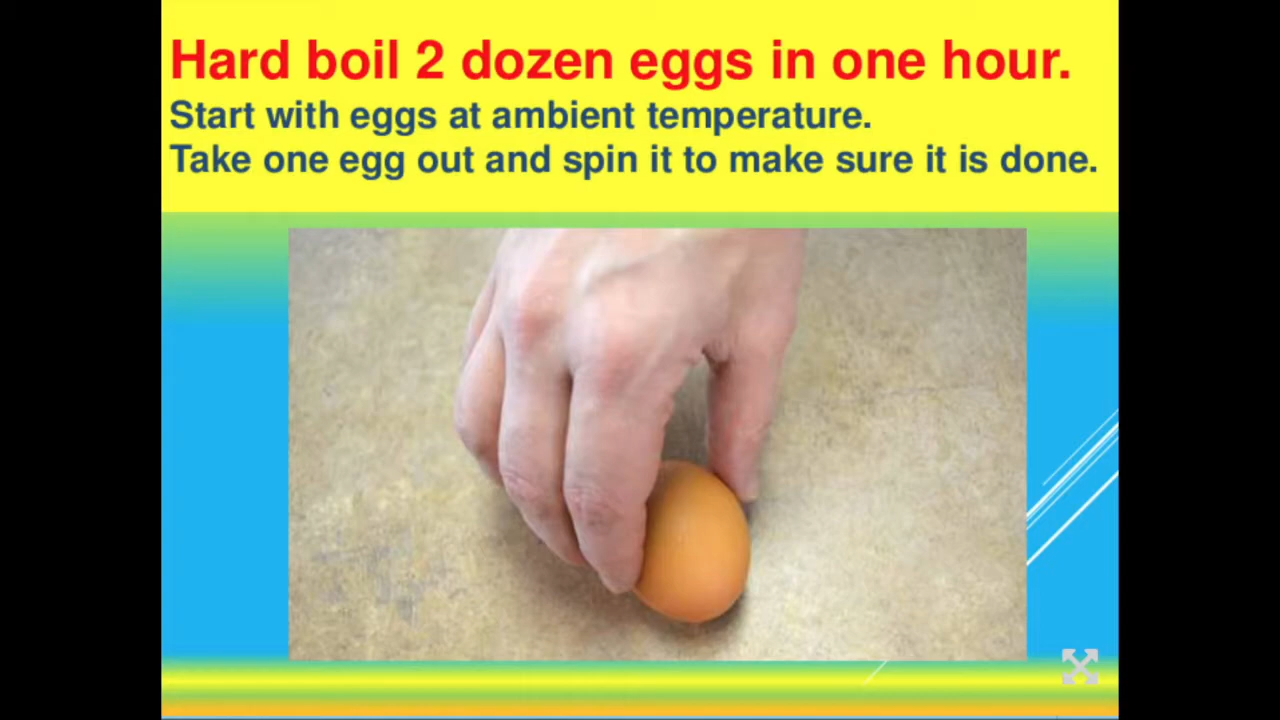 Hard boil 2 dozen eggs in one hour.
Start with eggs at ambient temperature.
Take one egg out and spin it to make sure it is done.